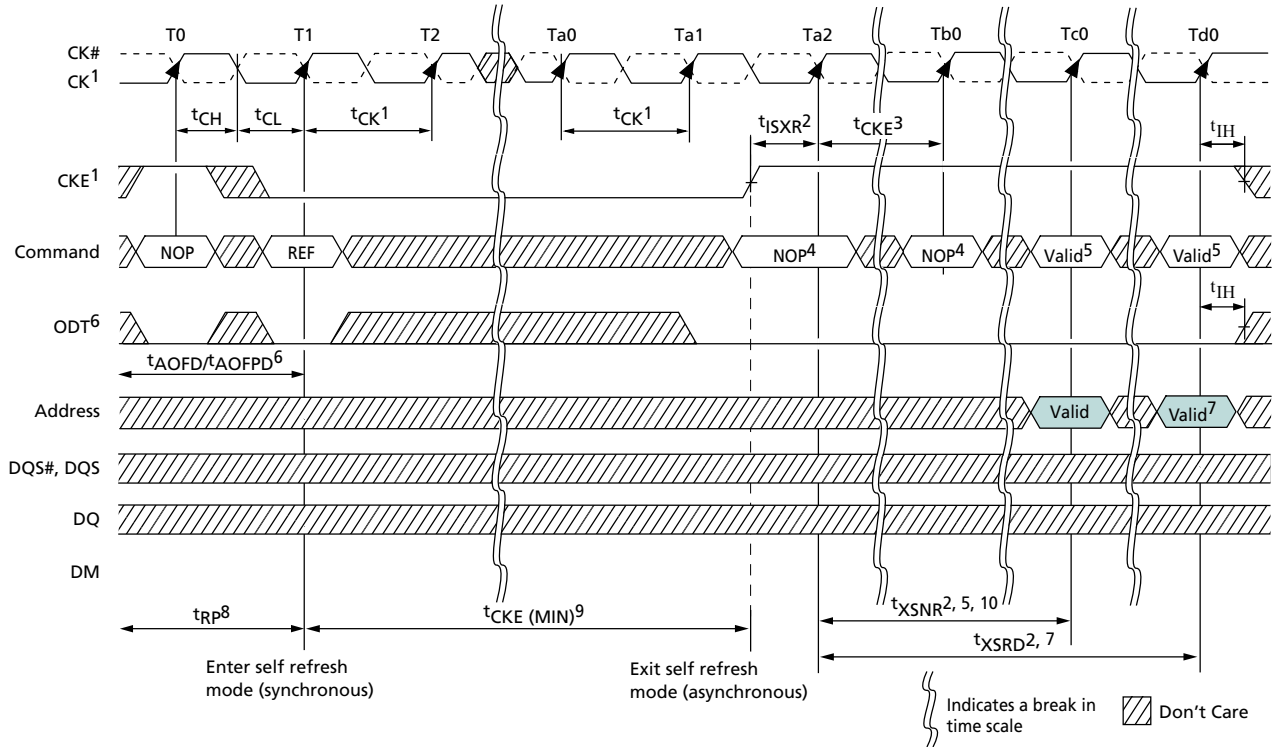 T0 T1 T2 Ta0 Ta1 Ta2 Tb0 Tc0 Td0
CK#
CK¹
tCH tCL tCK¹ tCK¹ tISXR² tCKE³ tIH
CKE¹
Command NOP REF NOP⁴ NOP⁴ Valid⁵ Valid⁵
ODT⁶ tIH
tAOFD/tAOFPD⁶
Address Valid Valid⁷
DQS#, DQS
DQ
DM
tRP⁸ tCKE (MIN)⁹ tXSNR²˒ ⁵˒ ¹⁰
tXSRD²˒ ⁷
Enter self refresh
mode (synchronous)
Exit self refresh
mode (asynchronous)
Indicates a break in
time scale
Don't Care